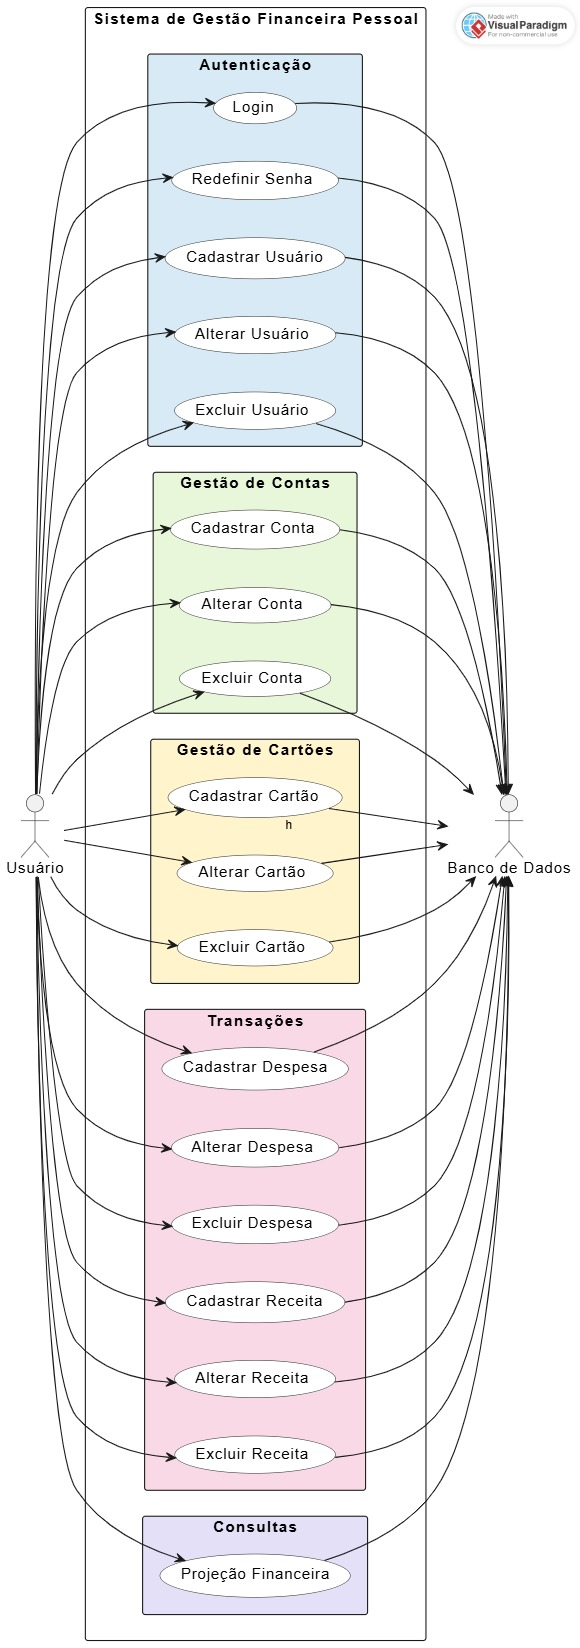 Sistema de Gestão Financeira Pessoal
Made with
Visual Paradigm
For non-commercial use
Autenticação
Login
Redefinir Senha
Cadastrar Usuário
Alterar Usuário
Excluir Usuário
Gestão de Contas
Cadastrar Conta
Alterar Conta
Excluir Conta
Gestão de Cartões
Cadastrar Cartão
h
Alterar Cartão
Excluir Cartão
Usuário
Banco de Dados
Transações
Cadastrar Despesa
Alterar Despesa
Excluir Despesa
Cadastrar Receita
Alterar Receita
Excluir Receita
Consultas
Projeção Financeira